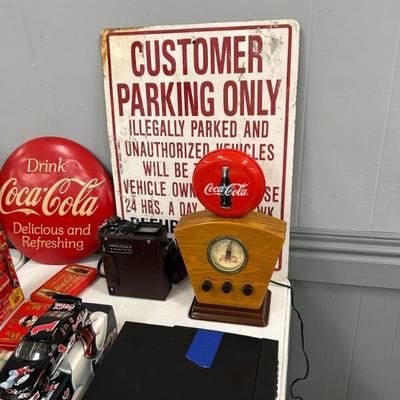 CUSTOMER
PARKING ONLY
ILLEGALLY PARKED AND
UNAUTHORIZED VEHICLES
WILL BE
VEHICLE
24 HRS. A DAY
Drink
Coca-Cola
Delicious and
Refreshing
Coca-Cola
1